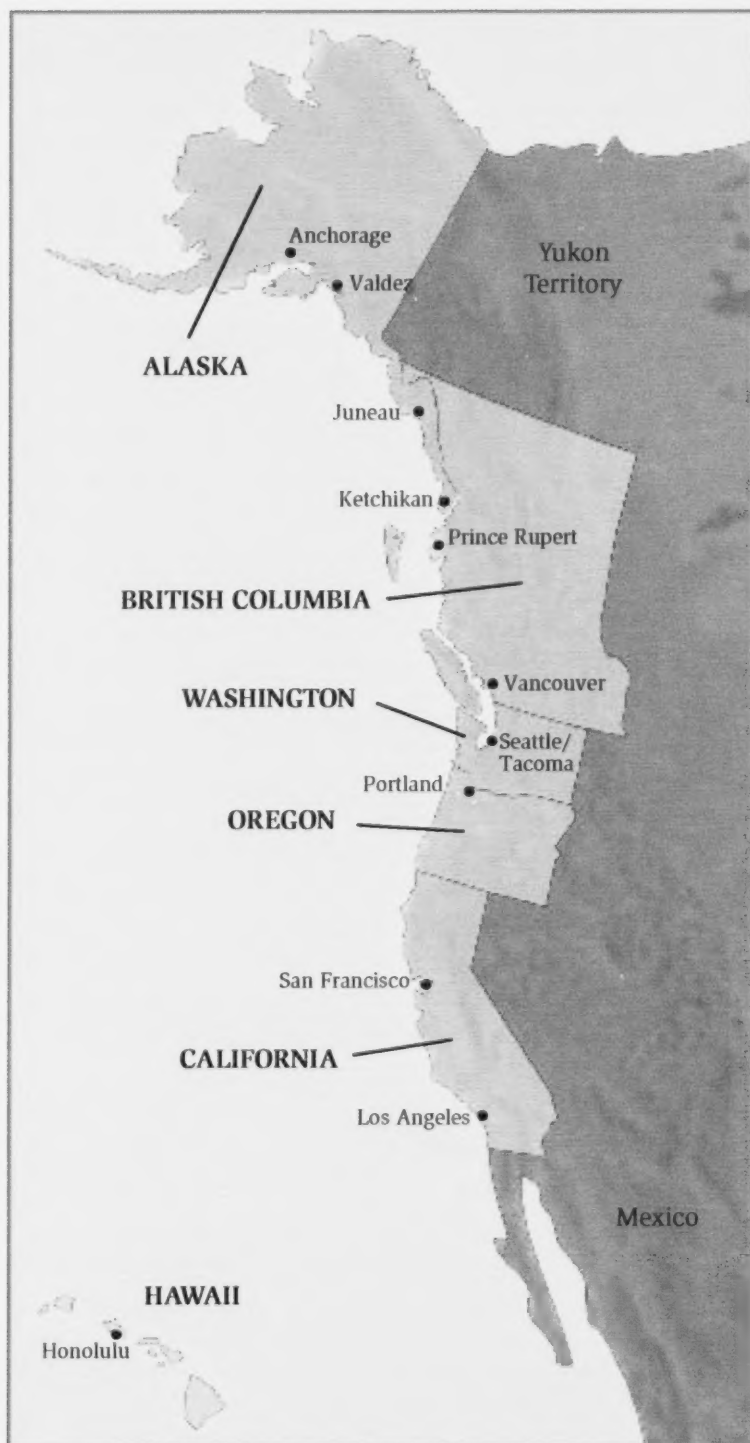 Anchorage
Yukon
Territory
Valdez
ALASKA
Juneau
Ketchikan
Prince Rupert
BRITISH COLUMBIA
Vancouver
WASHINGTON
Seattle/
Tacoma
Portland
OREGON
San Francisco
CALIFORNIA
Los Angeles
Mexico
HAWAII
Honolulu